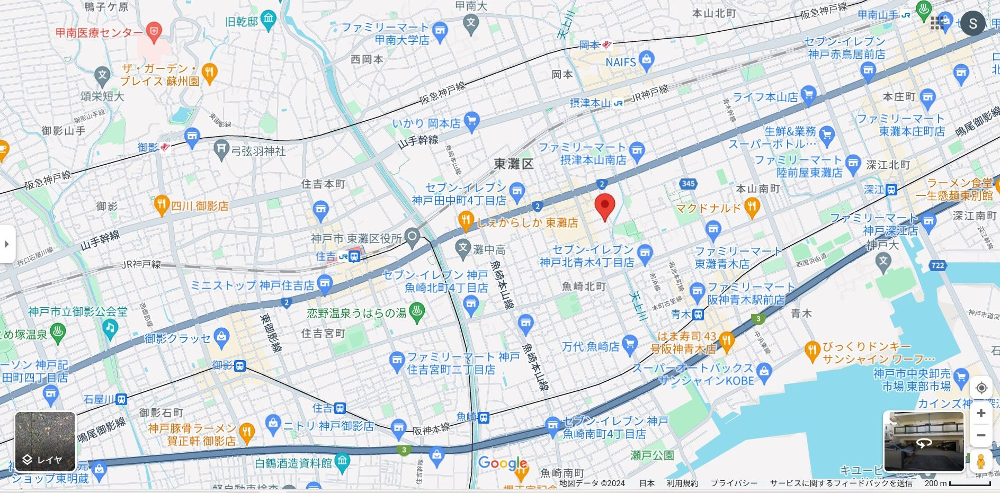 鴨子ケ原
甲南大
本山北町
阪急神戸線
甲南山手
S
旧乾邸
ファミリーマート
甲南大学店
甲南医療センター
天上川
セブン-イレブン
神戸赤鳥居前店
岡本
NAIFS
西岡本
岡本
ザ・ガーデン・
プレイス 蘇州園
頌栄短大
阪急神戸線
摂津本山
JR神戸線
青木幹線
ライフ本山店
本庄町
ファミリーマート
東灘本庄町店
鳴尾御影線
御影山手線
東御影線
御影山手
いかり 岡本店
生鮮&業務
スーパーボトル…
御影
弓弦羽神社
山手幹線
魚崎本山線
ファミリーマート
摂津本山南店
東灘区
ファミリーマート
陸前屋東灘店
深江北町
阪急神戸線
住吉本町
セブン-イレブン
神戸田中町4丁目店
2
345
本山南町
深江
ラーメン食堂
一生懸麺東別館
御影
四川 御影店
2
マクドナルド
しぇからしか 東灘店
ファミリーマート
神戸深江店
深江南町
深江幹線
山手幹線
神戸市 東灘区役所
灘中高
セブン-イレブン
神戸北青木4丁目店
ファミリーマート
東灘青木店
神戸大
西国浜街道
722
阪口石屋川線
JR神戸線
住吉
ミニストップ 神戸住吉店
セブン-イレブン 神戸
魚崎北町4丁目店
魚崎本山線
魚崎北町
前浜線
福池本町線
本町古堂線
ファミリーマート
阪神青木駅前店
天上川
2
神戸市立御影公会堂
西御影線
恋野温泉うはらの湯
青木
3
青木
神戸市道深
とめ塚温泉
御影クラッセ
東御影線
住吉宮町
はま寿司 43
号阪神青木店
中浜東線
万代 魚崎店
びっくりドンキー
サンシャイン ワーフ…
魚崎本山線
ーソン 神戸記
田町四丁目店
御影
ファミリーマート 神戸
住吉宮町二丁目店
スーパーオートバックス
サンシャインKOBE
神戸市中央卸売
市場 東部市場
石屋川
御影石町
住吉
魚崎
カインズ神
鳴尾御影線
神戸豚骨ラーメン
賀正軒 御影店
ニトリ 神戸御影店
阪神本線
セブン-イレブン 神戸
魚崎南町4丁目店
3
レイヤ
ショップ東明蔵
白鶴酒造資料館
住吉幹線
Google
瀬戸公園
魚崎南町
キユーピ
地図データ ©2024
日本
利用規約
プライバシー
サービスに関するフィードバックを送信
200 m